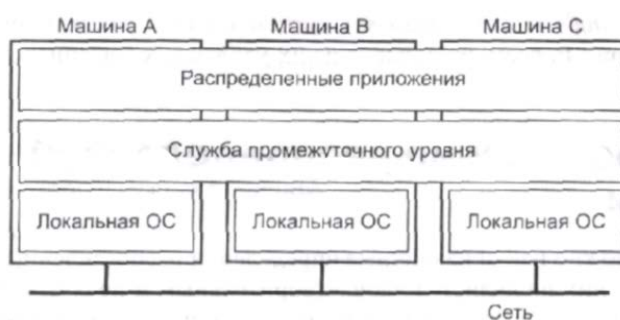 Машина А Машина В Машина С
Распределенные приложения
Служба промежуточного уровня
Локальная ОС Локальная ОС Локальная ОС
Сеть